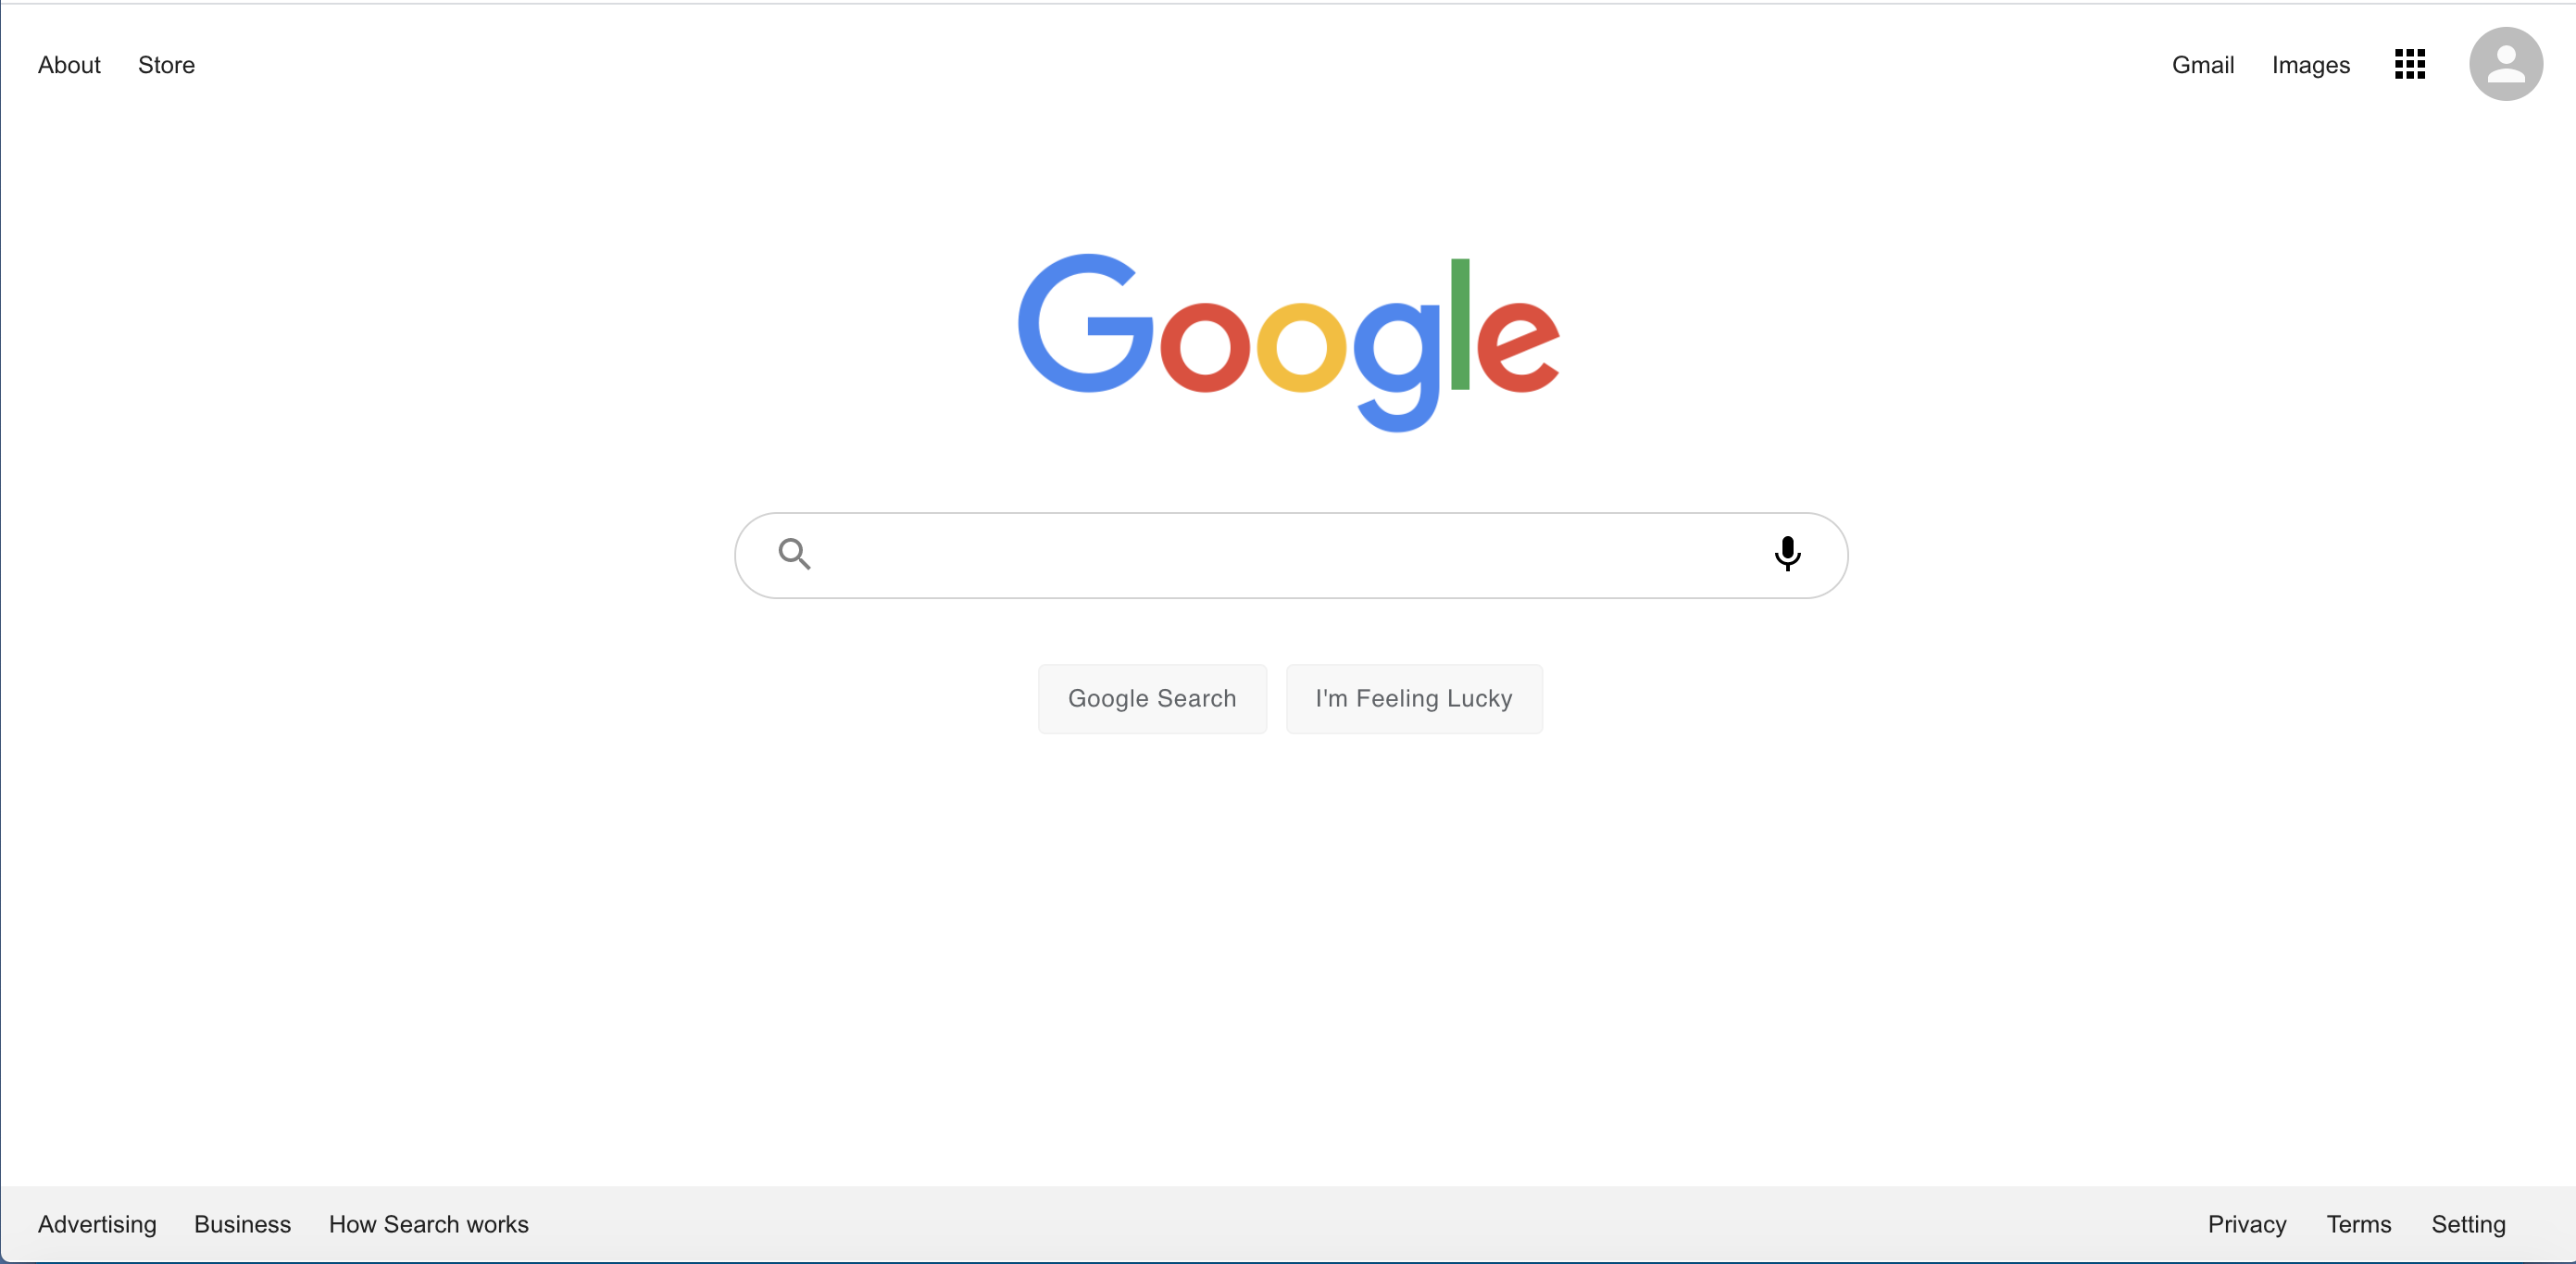 About Store Gmail Images
Google
Google Search I'm Feeling Lucky
Advertising Business How Search works Privacy Terms Setting